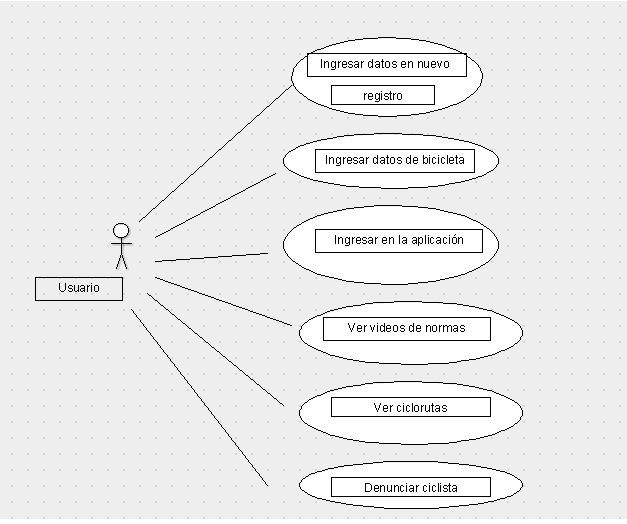 Ingresar datos en nuevo
registro
Ingresar datos de bicicleta
Ingresar en la aplicación
Usuario
Ver videos de normas
Ver ciclorutas
Denunciar ciclista